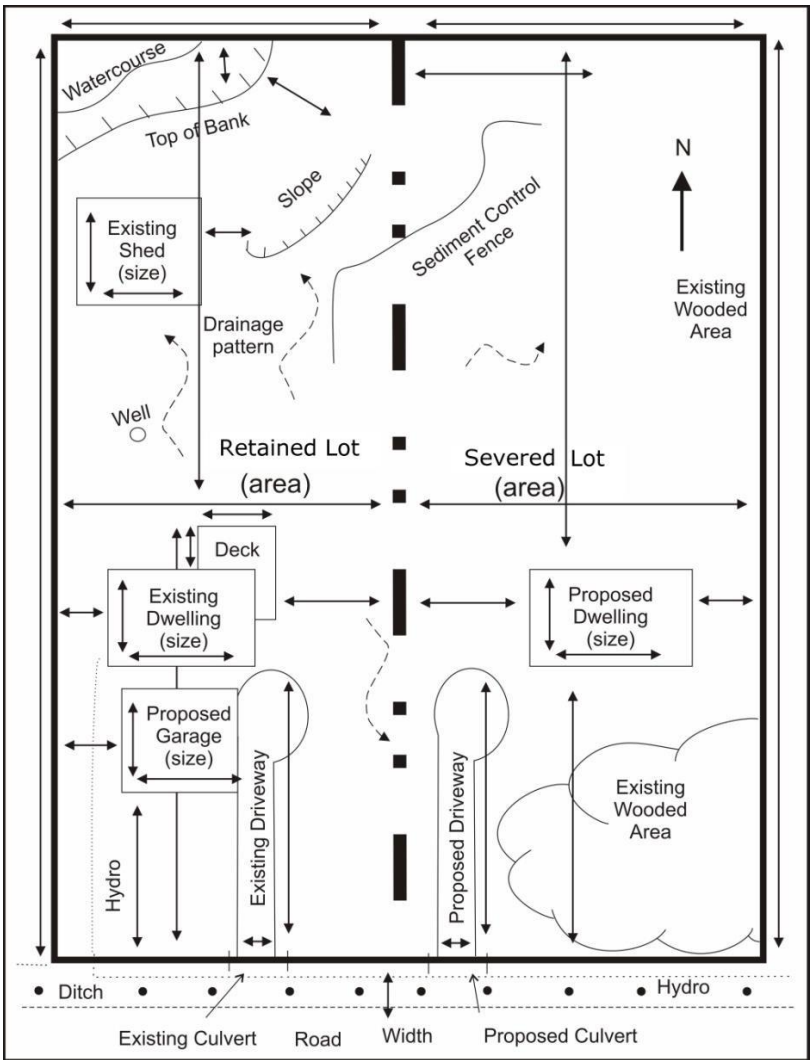 Watercourse
Top of Bank
N
Slope
Existing
Shed
(size)
Sediment Control
Fence
Existing
Wooded
Area
Drainage
pattern
Well
Retained Lot
(area)
Severed Lot
(area)
Deck
Existing
Dwelling
(size)
Proposed
Dwelling
(size)
Proposed
Garage
(size)
Existing
Wooded
Area
Hydro
Existing Driveway
Proposed Driveway
Ditch
Hydro
Existing Culvert
Road
Width
Proposed Culvert